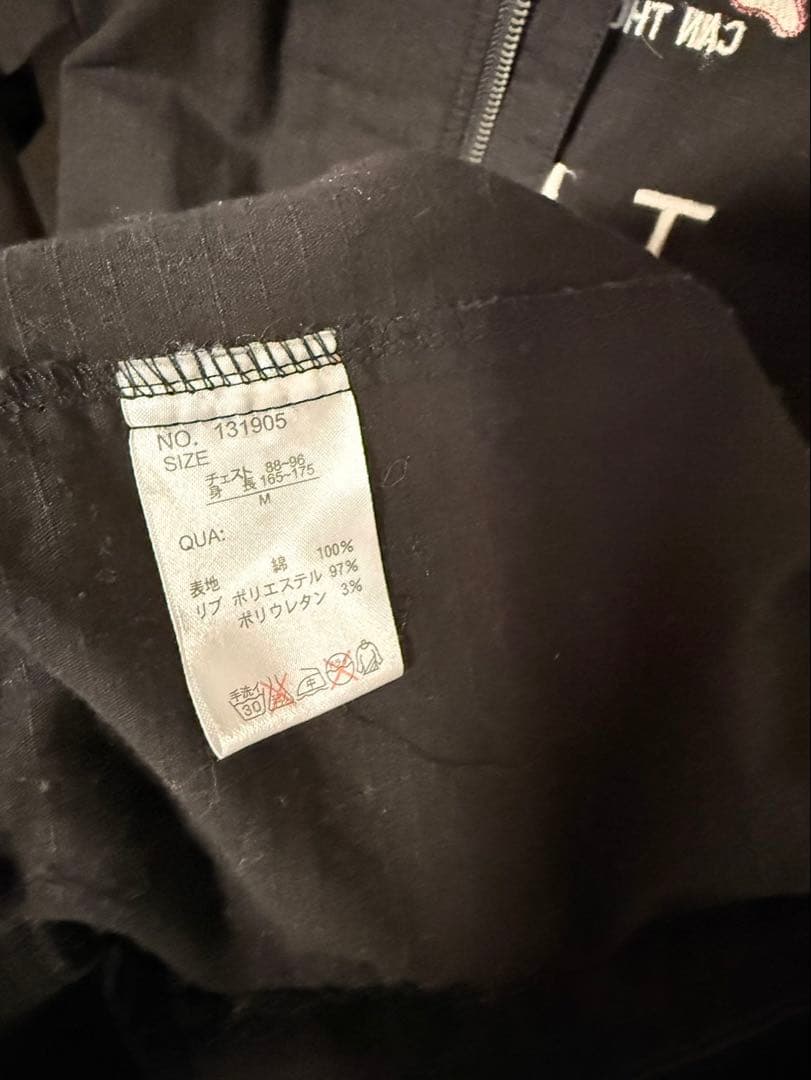 CAN TH
T
NO. 131905
SIZE
チェスト 88~96
身 長 165~175
M
QUA:
表地 綿 100%
リブ ポリエステル 97%
ポリウレタン 3%
手洗イ
30
中